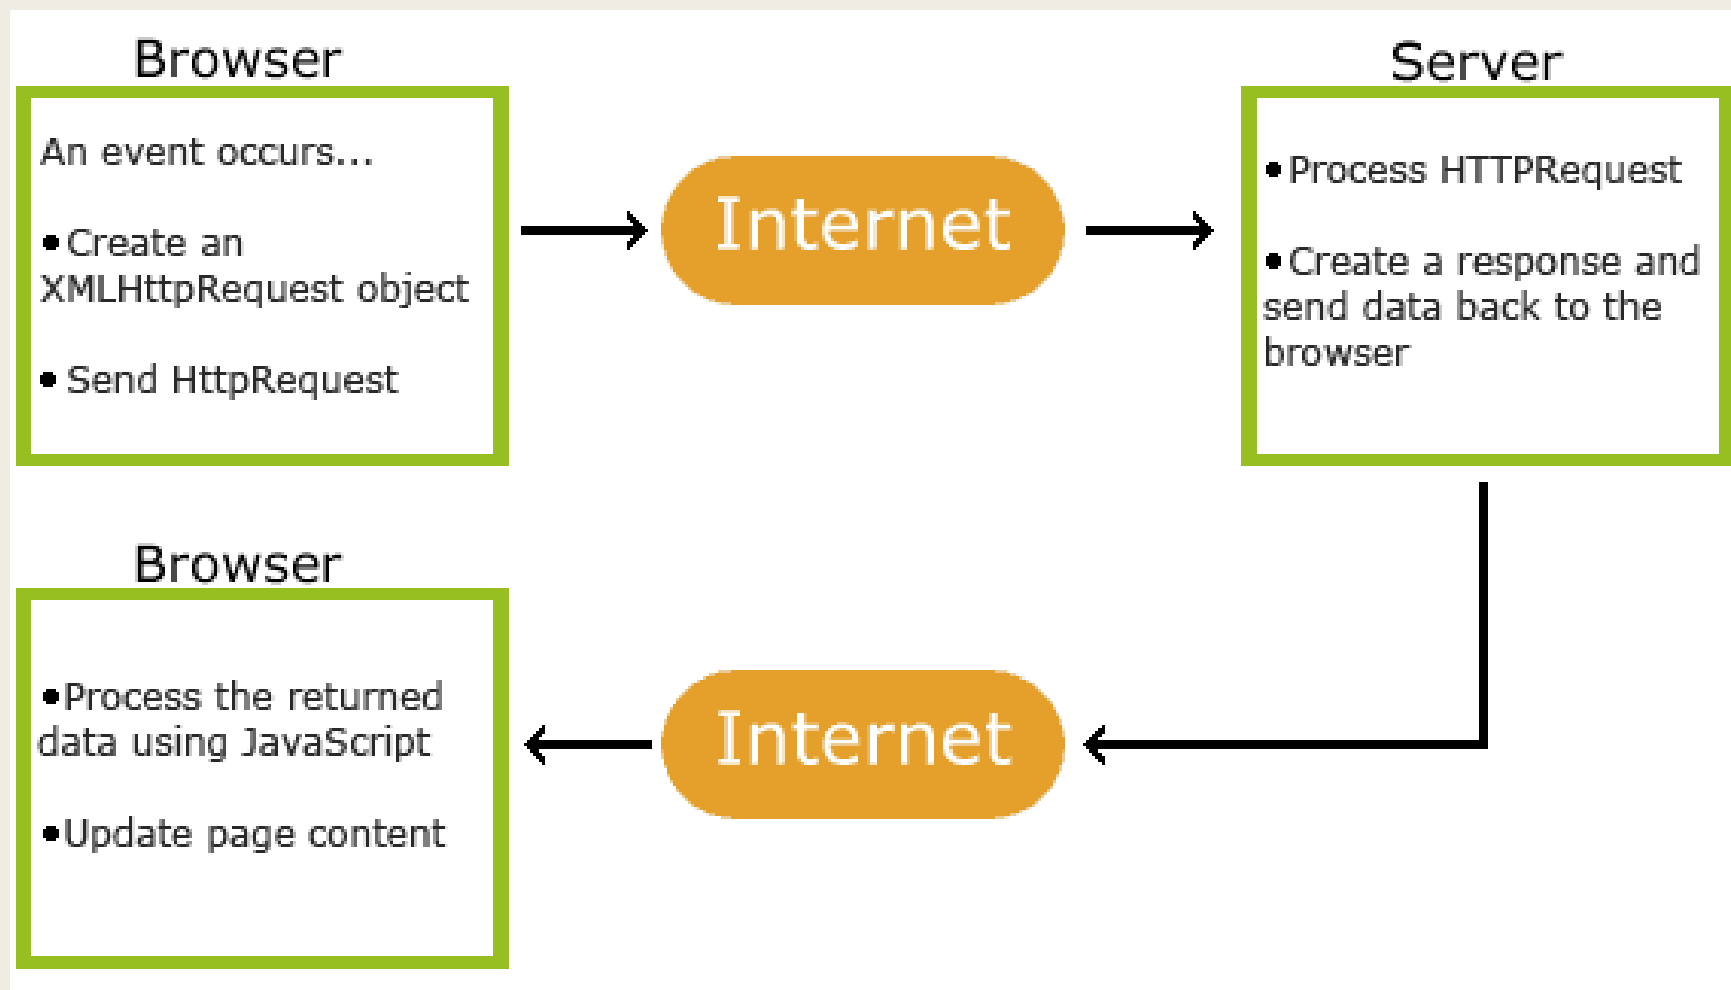 Browser
An event occurs...
•Create an
XMLHttpRequest object
• Send HttpRequest
Internet
Server
•Process HTTPRequest
•Create a response and
send data back to the
browser
Browser
•Process the returned
data using JavaScript
•Update page content
Internet